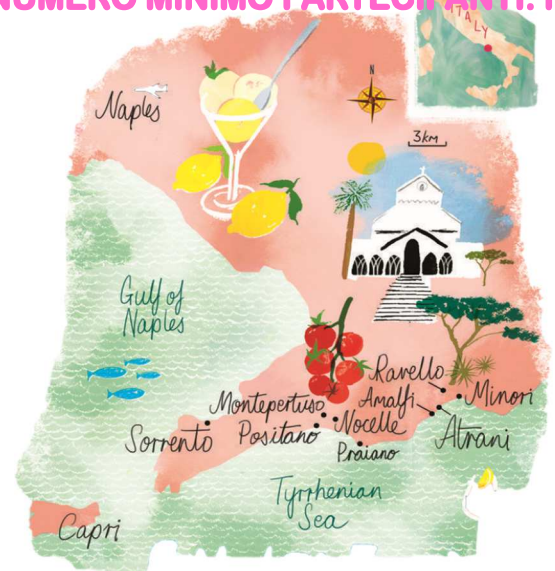 NUMERO MINIMO PARTECIPANTI:
ITALY
Naples
N
3KM
Gulf of
Naples
Ravello
Montepertuso
Amalfi
Minori
Sorrento
Positano
Nocelle
Atrani
Praiano
Tyrrhenian
Sea
Capri